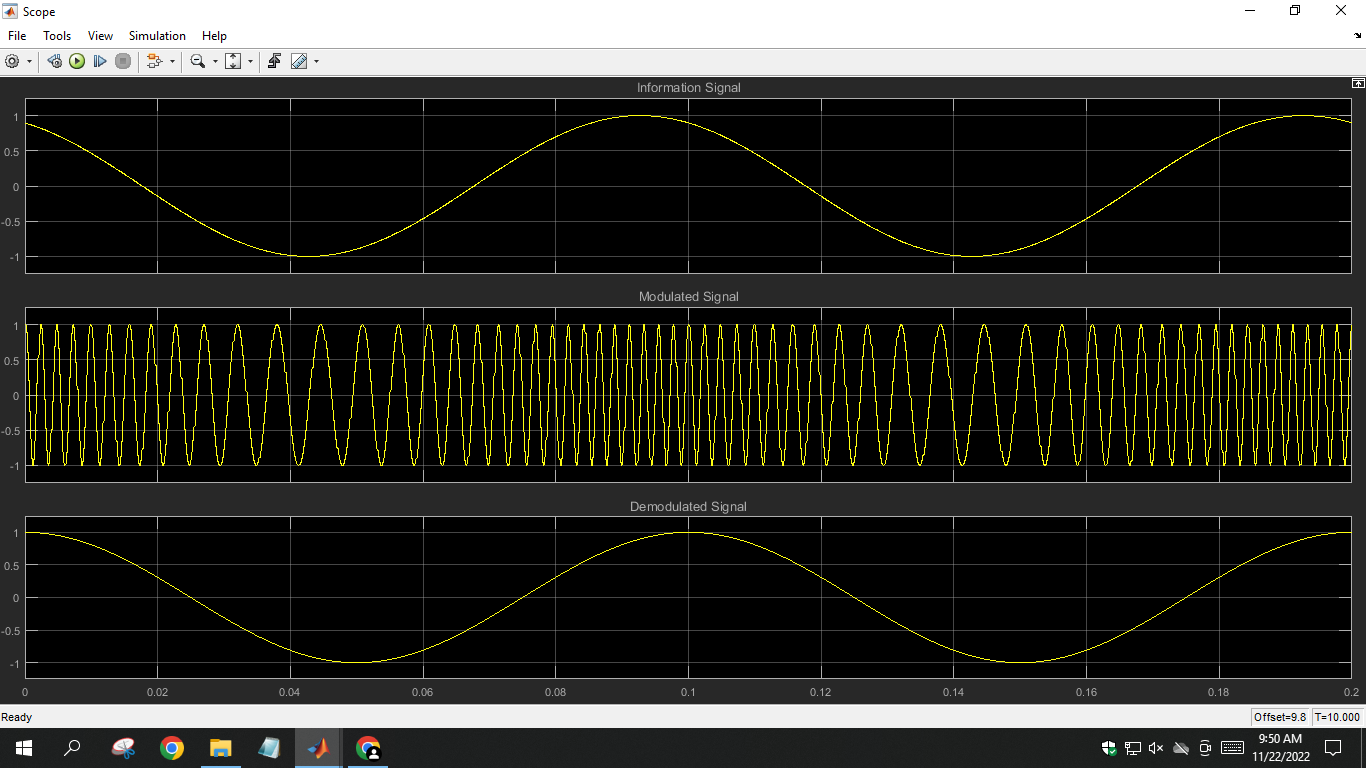 Scope
File Tools View Simulation Help
Information Signal
1
0.5
0
-0.5
-1
Modulated Signal
1
0.5
0
-0.5
-1
Demodulated Signal
1
0.5
0
-0.5
-1
0 0.02 0.04 0.06 0.08 0.1 0.12 0.14 0.16 0.18 0.2
Ready Offset=9.8 T=10.000
9:50 AM
11/22/2022